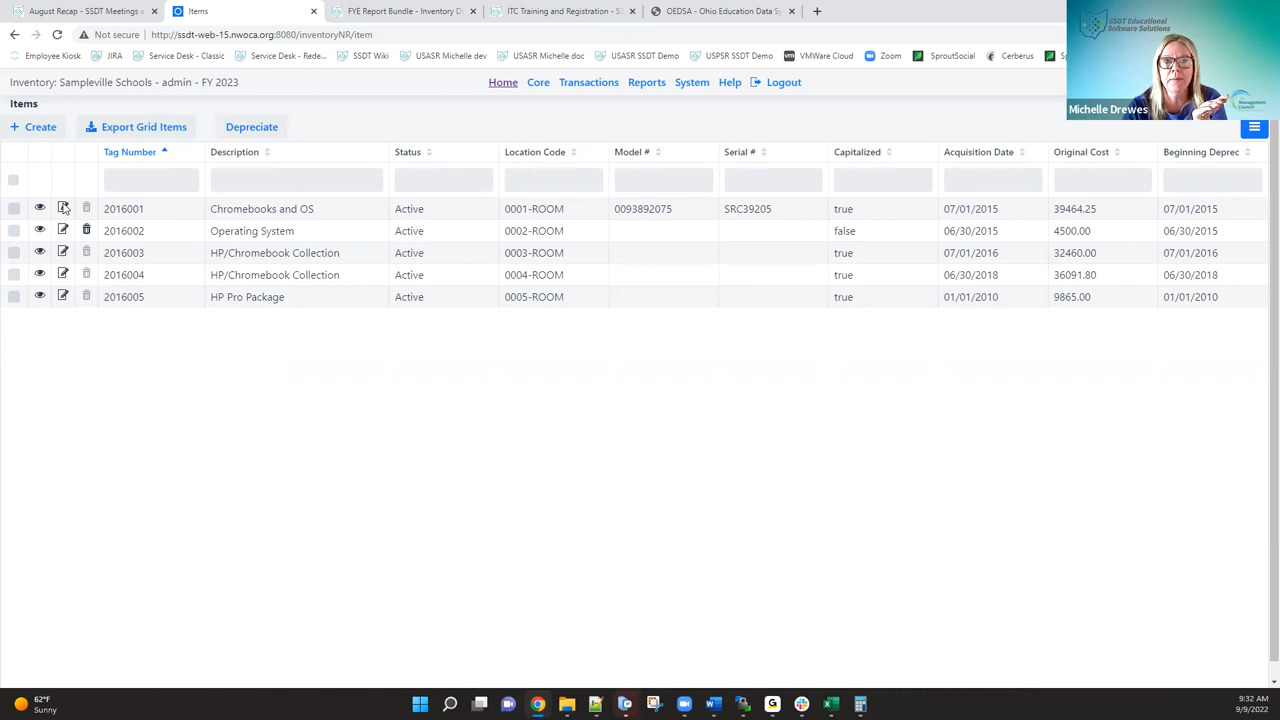 August Recap - SSDT Meetings a
Items
FYE Report Bundle - Inventory D
ITC Training and Registration - SS
OEDSA - Ohio Education Data Sy
Not secure
http://ssdt-web-15.nwoca.org:8080/inventoryNR/item
Employee Kiosk
JIRA
Service Desk - Classic
Service Desk - Rede...
SSDT Wiki
USASR Michelle dev
USASR Michelle doc
USASR SSDT Demo
USPSR SSDT Demo
VMWare Cloud
Zoom
SproutSocial
Cerberus
SSDT Educational
Software Solutions
Management
Council
Michelle Drewes
Inventory: Sampleville Schools - admin - FY 2023
Home Core Transactions Reports System Help Logout
Items
+ Create Export Grid Items Depreciate
Tag Number Description Status Location Code Model # Serial # Capitalized Acquisition Date Original Cost Beginning Deprec
2016001 Chromebooks and OS Active 0001-ROOM 0093892075 SRC39205 true 07/01/2015 39464.25 07/01/2015
2016002 Operating System Active 0002-ROOM false 06/30/2015 4500.00 06/30/2015
2016003 HP/Chromebook Collection Active 0003-ROOM true 07/01/2016 32460.00 07/01/2016
2016004 HP/Chromebook Collection Active 0004-ROOM true 06/30/2018 36091.80 06/30/2018
2016005 HP Pro Package Active 0005-ROOM true 01/01/2010 9865.00 01/01/2010
62°F
Sunny
9:32 AM
9/9/2022